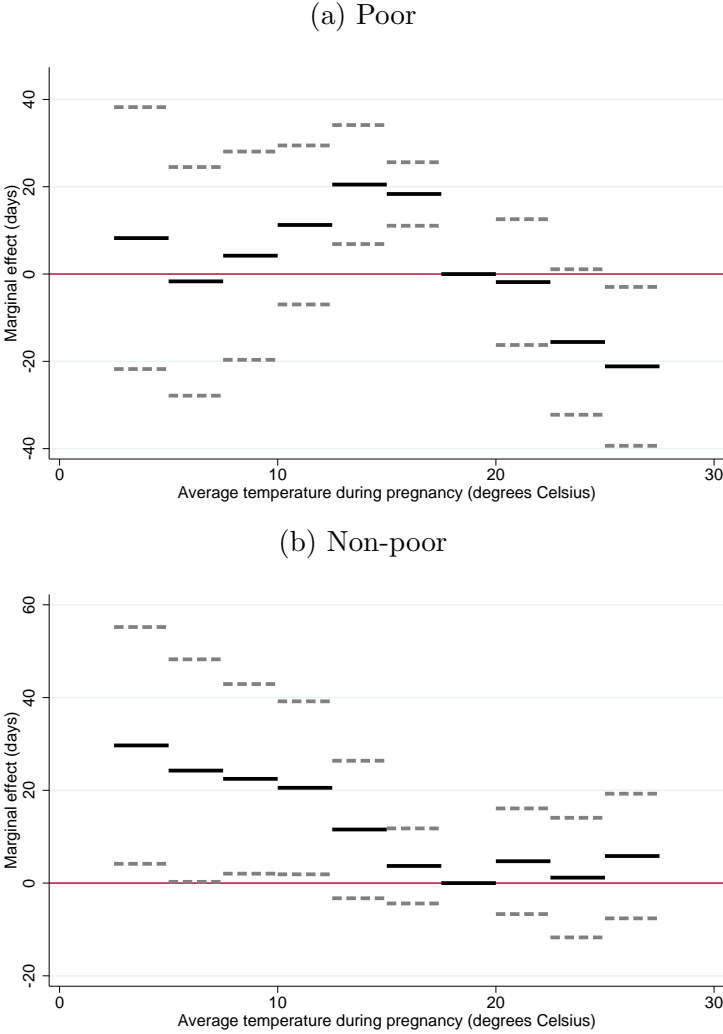 (a) Poor
40
20
0
-20
-40
Marginal effect (days)
0 10 20 30
Average temperature during pregnancy (degrees Celsius)
(b) Non-poor
60
40
20
0
-20
Marginal effect (days)
0 10 20 30
Average temperature during pregnancy (degrees Celsius)